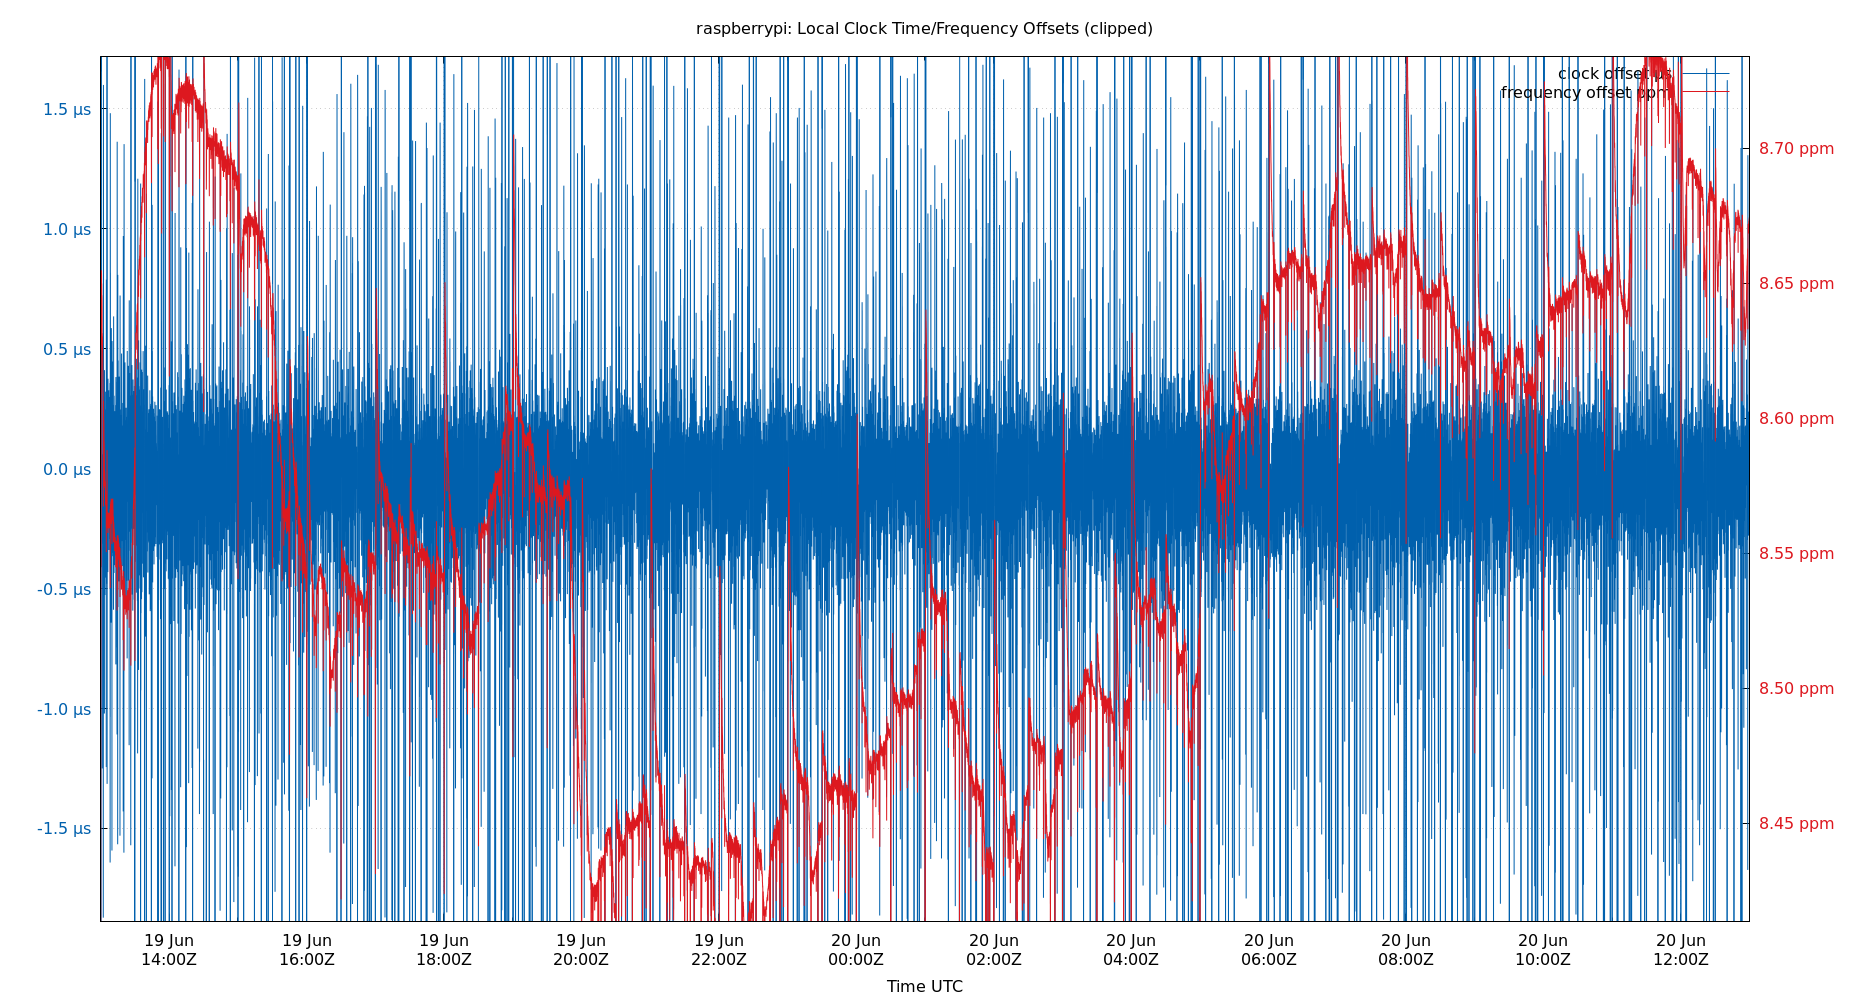 raspberrypi: Local Clock Time/Frequency Offsets (clipped)
clock offset µs
frequency offset ppm
1.5 µs
1.0 µs
0.5 µs
0.0 µs
-0.5 µs
-1.0 µs
-1.5 µs
8.70 ppm
8.65 ppm
8.60 ppm
8.55 ppm
8.50 ppm
8.45 ppm
19 Jun 19 Jun 19 Jun 19 Jun 19 Jun 20 Jun 20 Jun 20 Jun 20 Jun 20 Jun 20 Jun 20 Jun
14:00Z 16:00Z 18:00Z 20:00Z 22:00Z 00:00Z 02:00Z 04:00Z 06:00Z 08:00Z 10:00Z 12:00Z
Time UTC